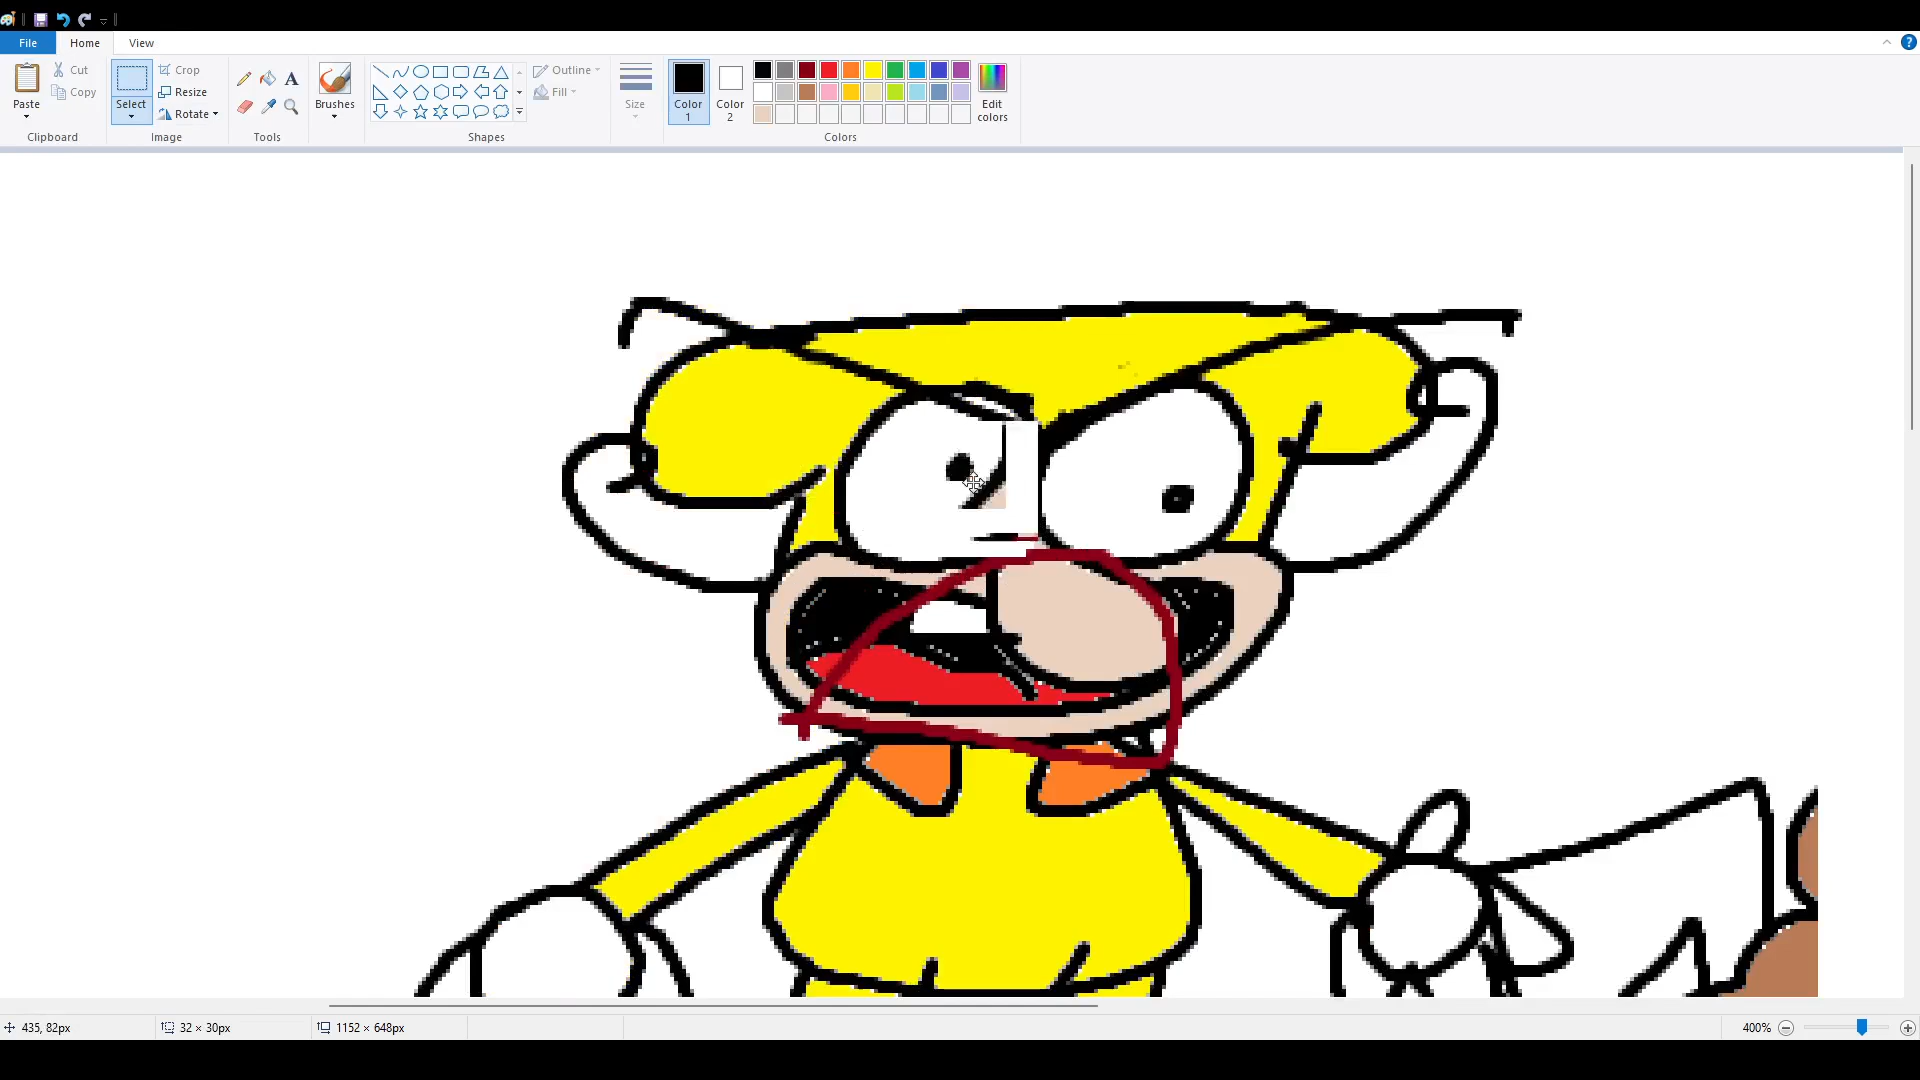 File Home View
Paste
Cut
Copy
Clipboard
Select
Crop
Resize
Rotate
Image
A
Tools
Brushes
Outline
Fill
Shapes
Size
Color 1
Color 2
Edit colors
Colors
?
435, 82px 32 × 30px 1152 × 648px 400%